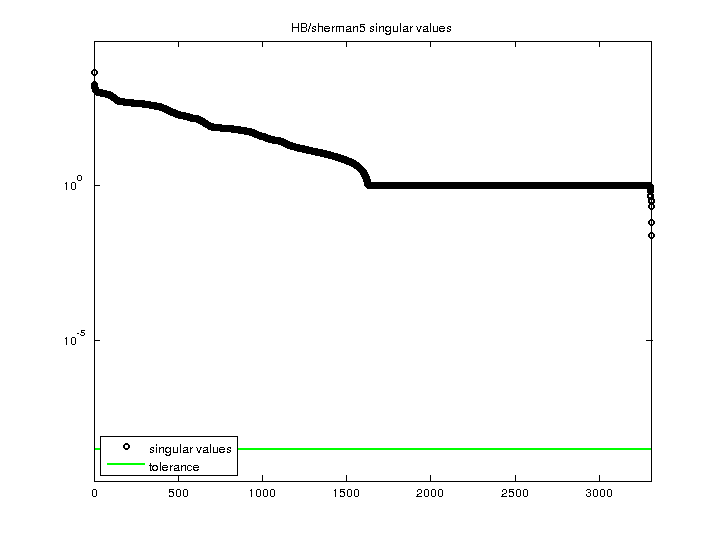 HB/sherman5 singular values
10^0
10^-5
singular values
tolerance
0 500 1000 1500 2000 2500 3000